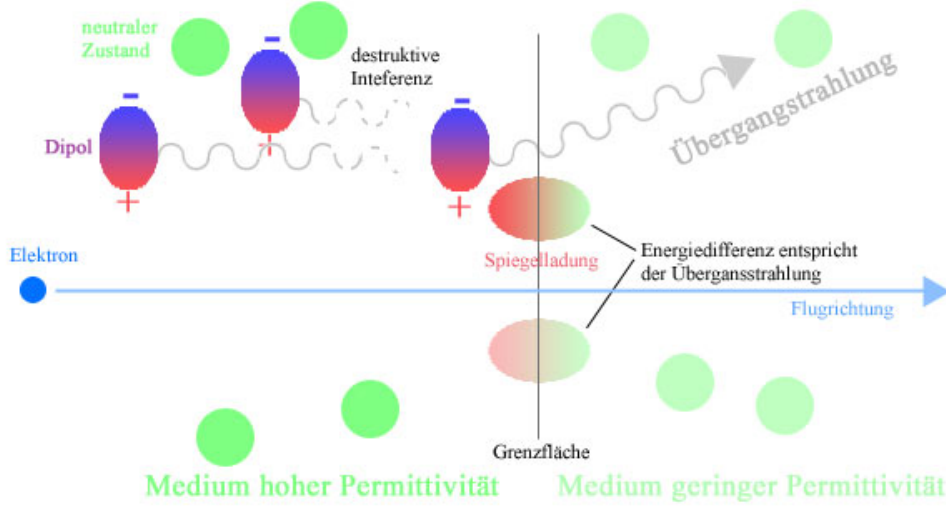 neutraler
Zustand
destruktive
Inteferenz
Dipol
Übergangstrahlung
Elektron
Spiegelladung
Energiedifferenz entspricht
der Übergansstrahlung
Flugrichtung
Grenzfläche
Medium hoher Permittivität
Medium geringer Permittivität